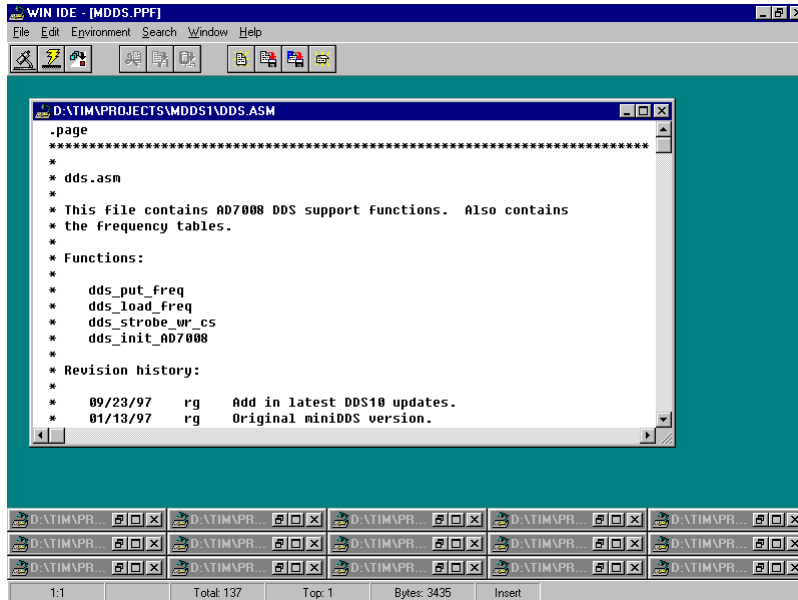 WIN IDE - [MDDS.PPF]
File Edit Environment Search Window Help
D:\TIM\PROJECTS\MDDS1\DDS.ASM
.page
***************************************************************************
*
* dds.asm
*
* This file contains AD7008 DDS support functions.  Also contains
* the frequency tables.
*
* Functions:
*
*    dds_put_freq
*    dds_load_freq
*    dds_strobe_wr_cs
*    dds_init_AD7008
*
* Revision history:
*
*    09/23/97    rg    Add in latest DDS10 updates.
*    01/13/97    rg    Original miniDDS version.
D:\TIM\PR... D:\TIM\PR... D:\TIM\PR... D:\TIM\PR... D:\TIM\PR...
D:\TIM\PR... D:\TIM\PR... D:\TIM\PR... D:\TIM\PR... D:\TIM\PR...
D:\TIM\PR... D:\TIM\PR... D:\TIM\PR... D:\TIM\PR... D:\TIM\PR...
1:1 Total: 137 Top: 1 Bytes: 3435 Insert